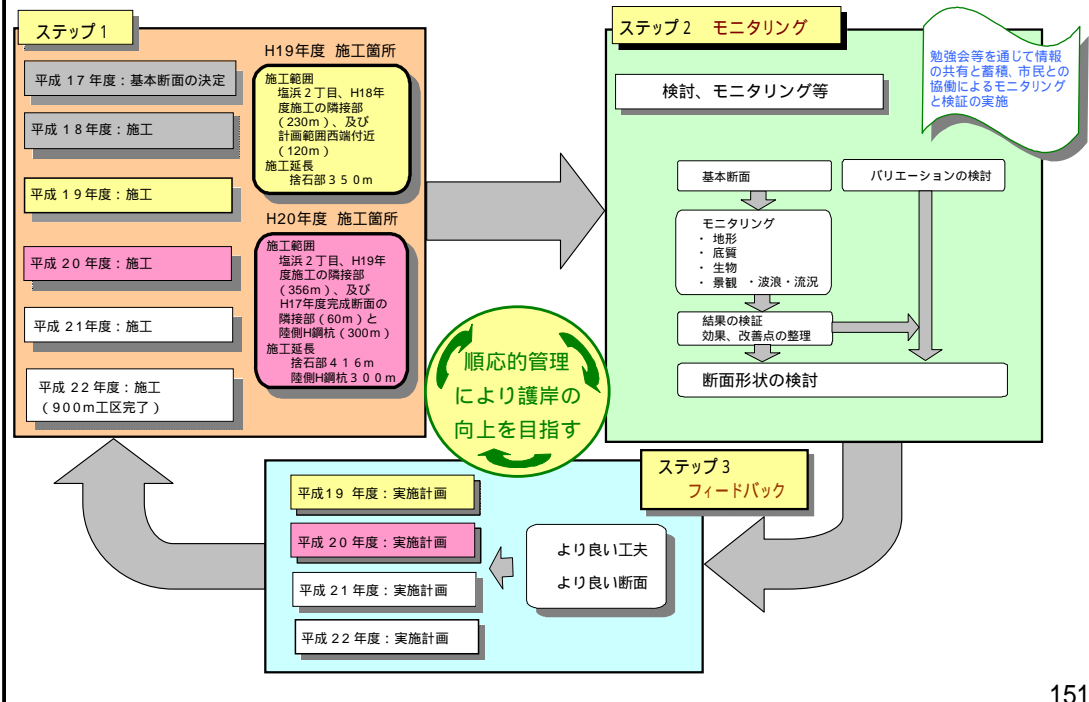 ステップ1
平成17年度：基本断面の決定
平成18年度：施工
平成19年度：施工
平成20年度：施工
平成21年度：施工
平成22年度：施工
（900m工区完了）
H19年度 施工箇所
施工範囲
塩浜2丁目、H18年
度施工の隣接部
（230m）、及び
計画範囲西端付近
（120m）
施工延長
捨石部350m
H20年度 施工箇所
施工範囲
塩浜2丁目、H19年
度施工の隣接部
（356m）、及び
H17年度完成断面の
隣接部（60m）と
陸側H鋼杭（300m）
施工延長
捨石部416m
陸側H鋼杭300m
ステップ2 モニタリング
勉強会等を通じて情報
の共有と蓄積、市民との
協働によるモニタリング
と検証の実施
検討、モニタリング等
基本断面
バリエーションの検討
モニタリング
・ 地形
・ 底質
・ 生物
・ 景観 ・波浪・流況
結果の検証
効果、改善点の整理
断面形状の検討
順応的管理
により護岸の
向上を目指す
ステップ3
フィードバック
平成19 年度：実施計画
平成20年度：実施計画
平成21年度：実施計画
平成22年度：実施計画
より良い工夫
より良い断面
151